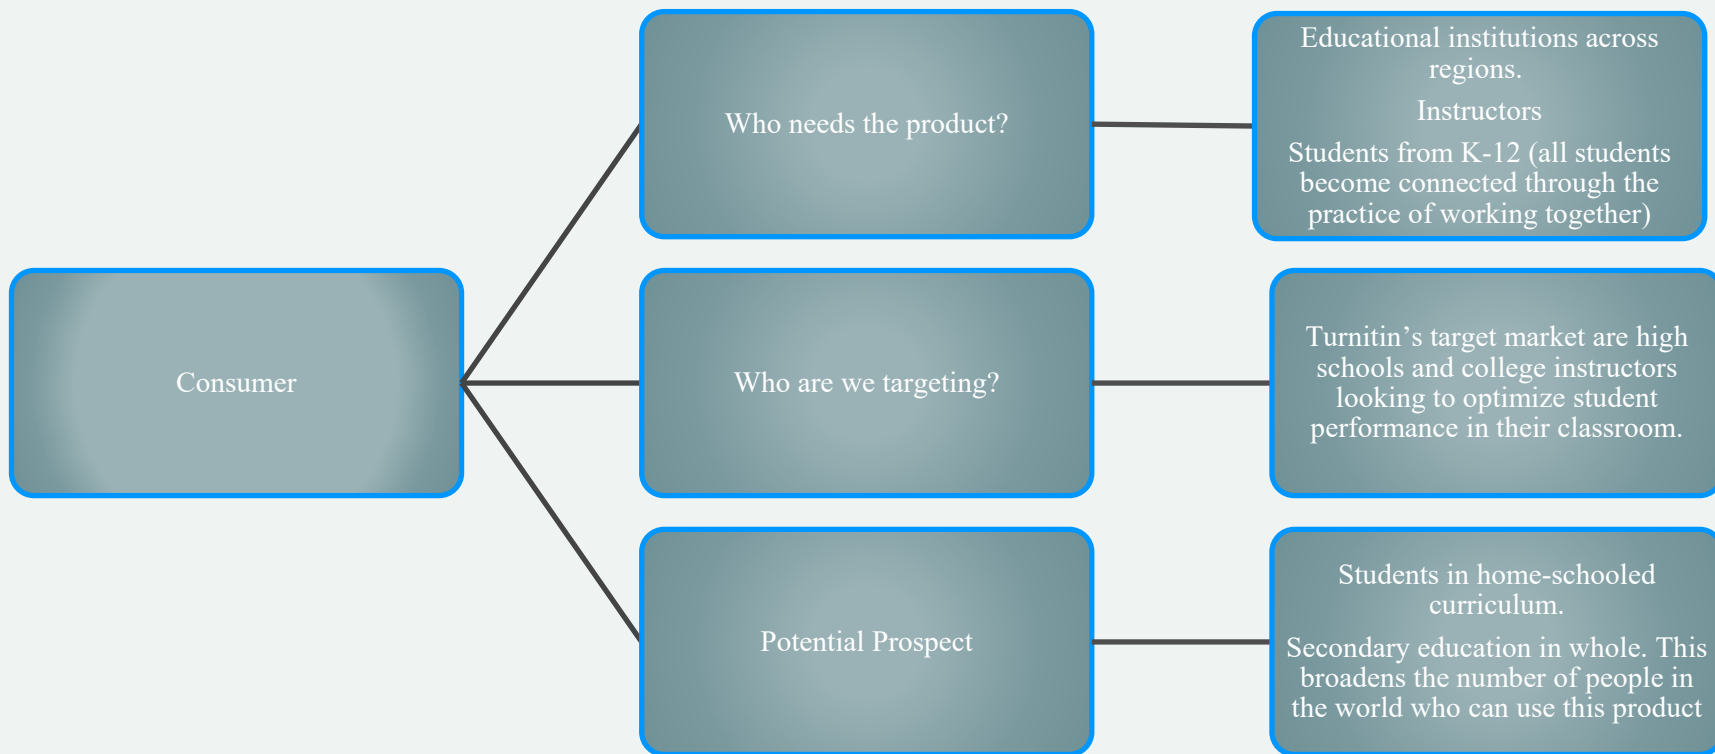 Consumer
Who needs the product?
Educational institutions across
regions.
Instructors
Students from K-12 (all students
become connected through the
practice of working together)
Who are we targeting?
Turnitin’s target market are high
schools and college instructors
looking to optimize student
performance in their classroom.
Potential Prospect
Students in home-schooled
curriculum.
Secondary education in whole. This
broadens the number of people in
the world who can use this product